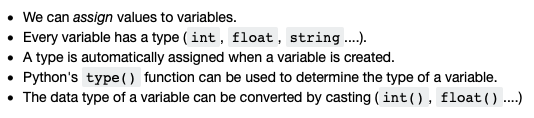 • We can assign values to variables.
• Every variable has a type (int, float, string ....).
• A type is automatically assigned when a variable is created.
• Python's type() function can be used to determine the type of a variable.
• The data type of a variable can be converted by casting (int(), float() ....)